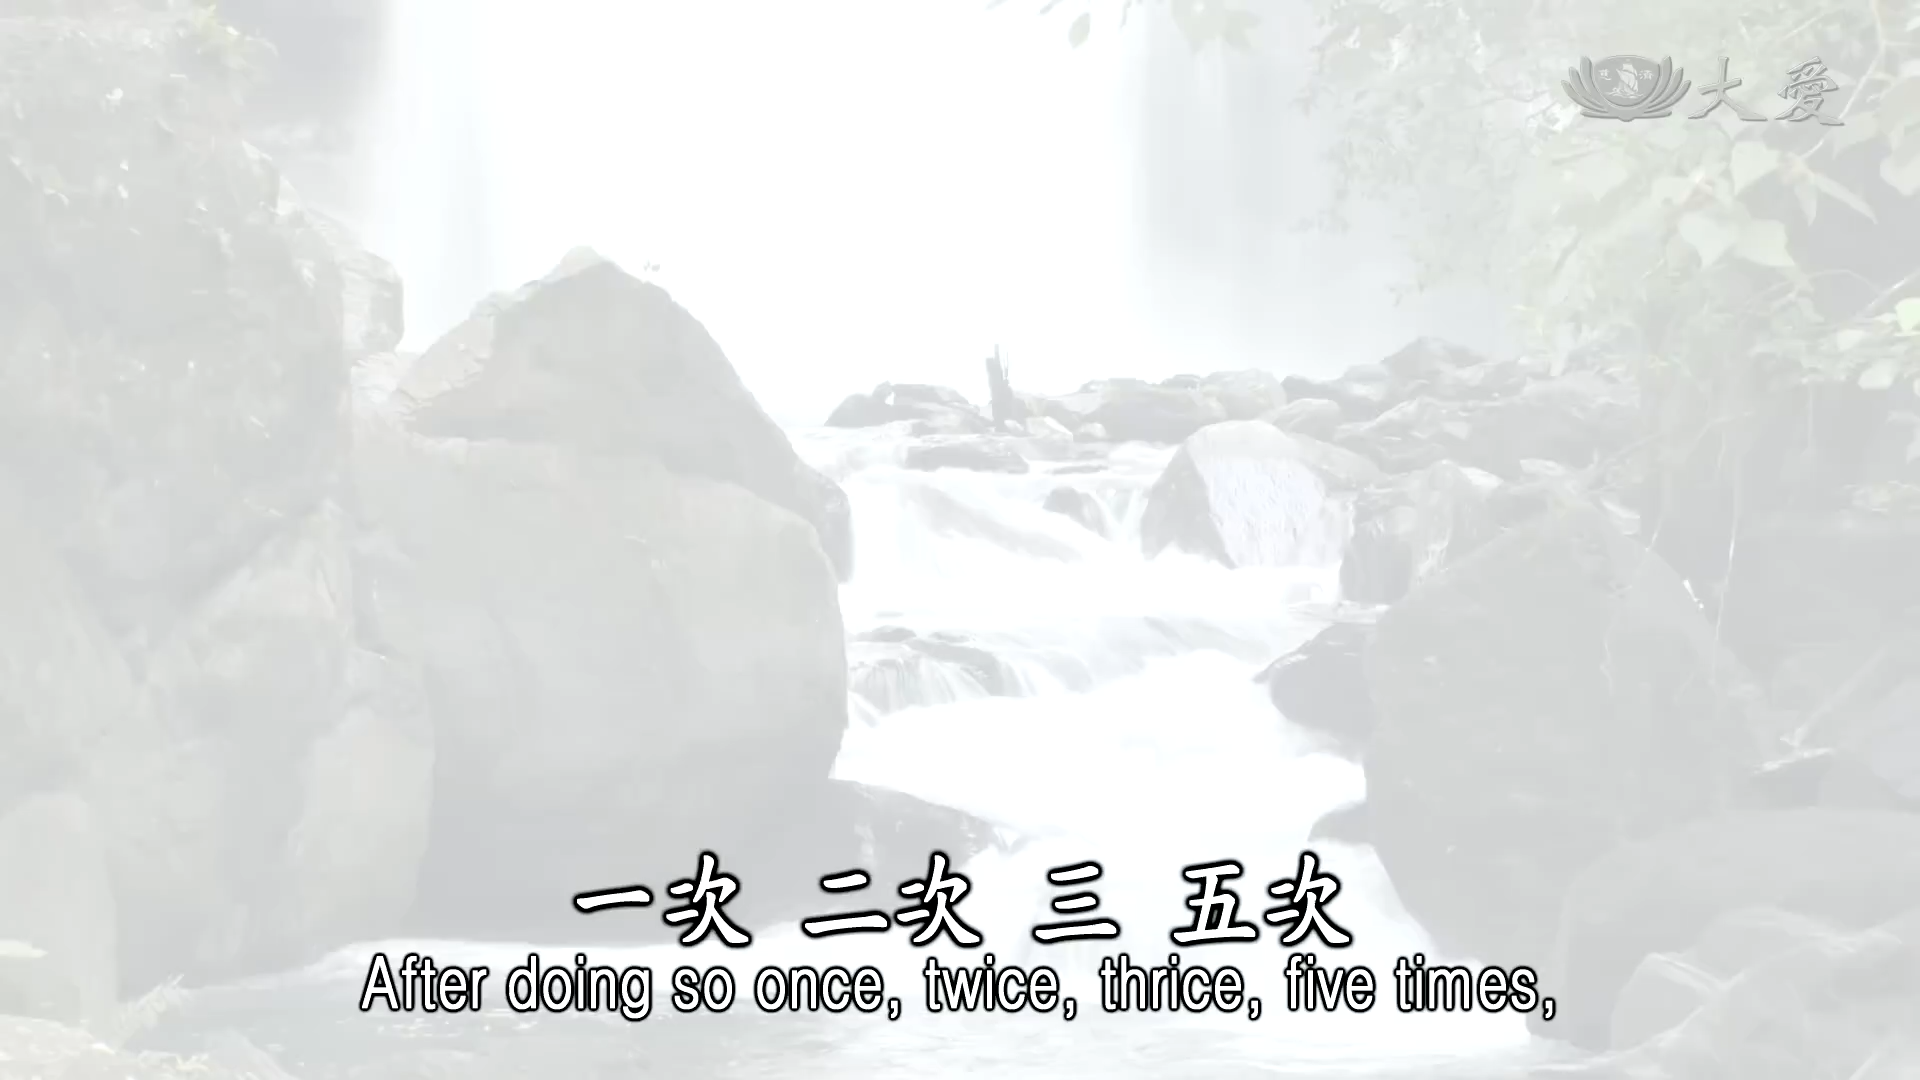 大愛
一次 二次 三 五次
After doing so once, twice, thrice, five times,